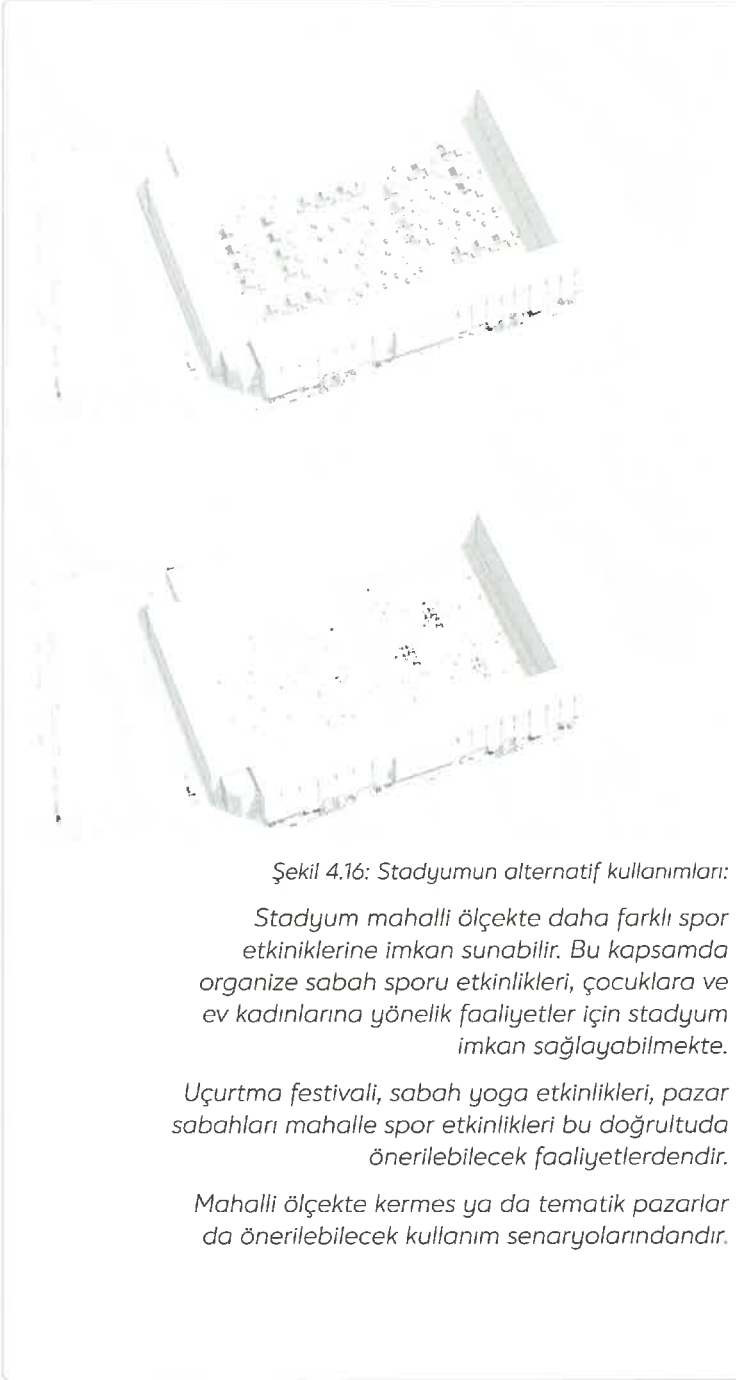 Şekil 4.16: Stadyumun alternatif kullanımları:
Stadyum mahalli ölçekte daha farklı spor
etkiniklerine imkan sunabilir. Bu kapsamda
organize sabah sporu etkinlikleri, çocuklara ve
ev kadınlarına yönelik faaliyetler için stadyum
imkan sağlayabilmekte.
Uçurtma festivali, sabah yoga etkinlikleri, pazar
sabahları mahalle spor etkinlikleri bu doğrultuda
önerilebilecek faaliyetlerdendir.
Mahalli ölçekte kermes ya da tematik pazarlar
da önerilebilecek kullanım senaryolarındandır.